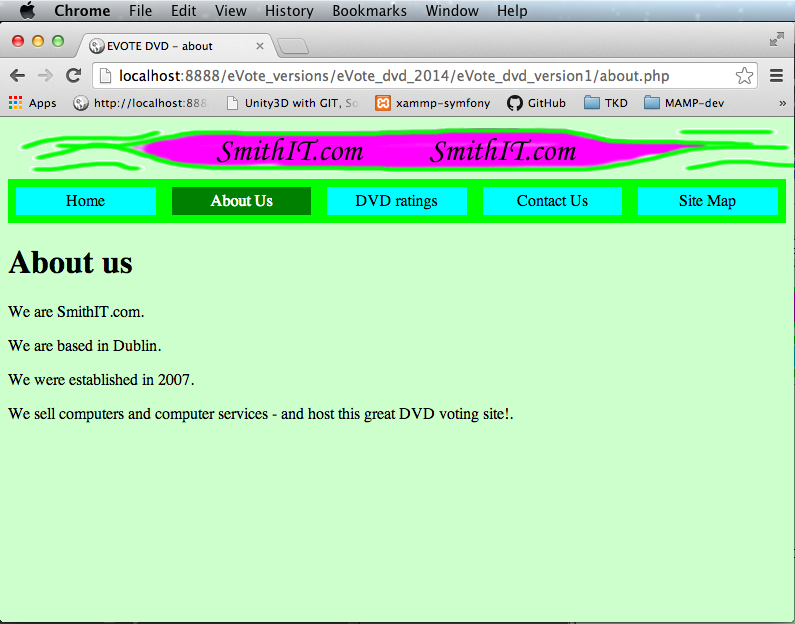 Chrome File Edit View History Bookmarks Window Help
EVOTE DVD - about
localhost:8888/eVote_versions/eVote_dvd_2014/eVote_dvd_version1/about.php
Apps http://localhost:888 Unity3D with GIT, So xammp-symfony GitHub TKD MAMP-dev »
SmithIT.com SmithIT.com
Home About Us DVD ratings Contact Us Site Map
About us
We are SmithIT.com.
We are based in Dublin.
We were established in 2007.
We sell computers and computer services - and host this great DVD voting site!.